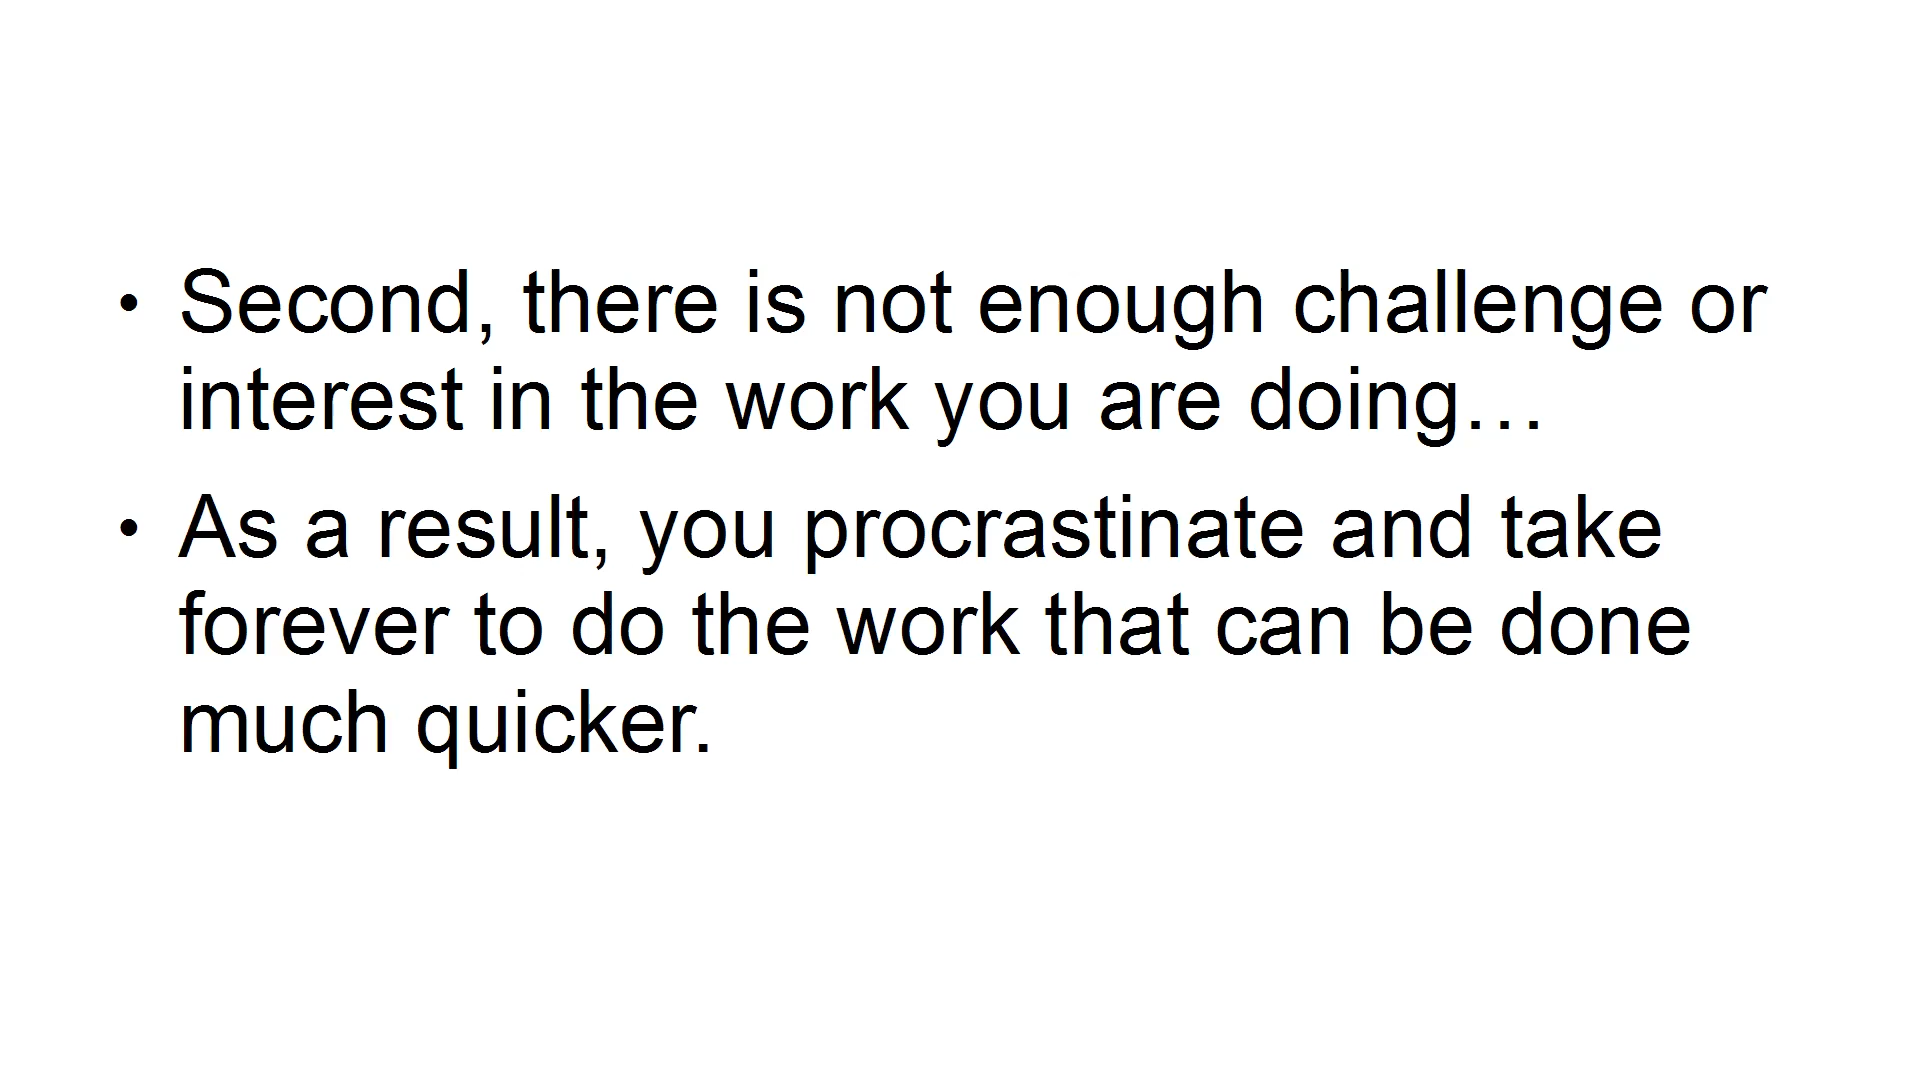 • Second, there is not enough challenge or
interest in the work you are doing…
• As a result, you procrastinate and take
forever to do the work that can be done
much quicker.